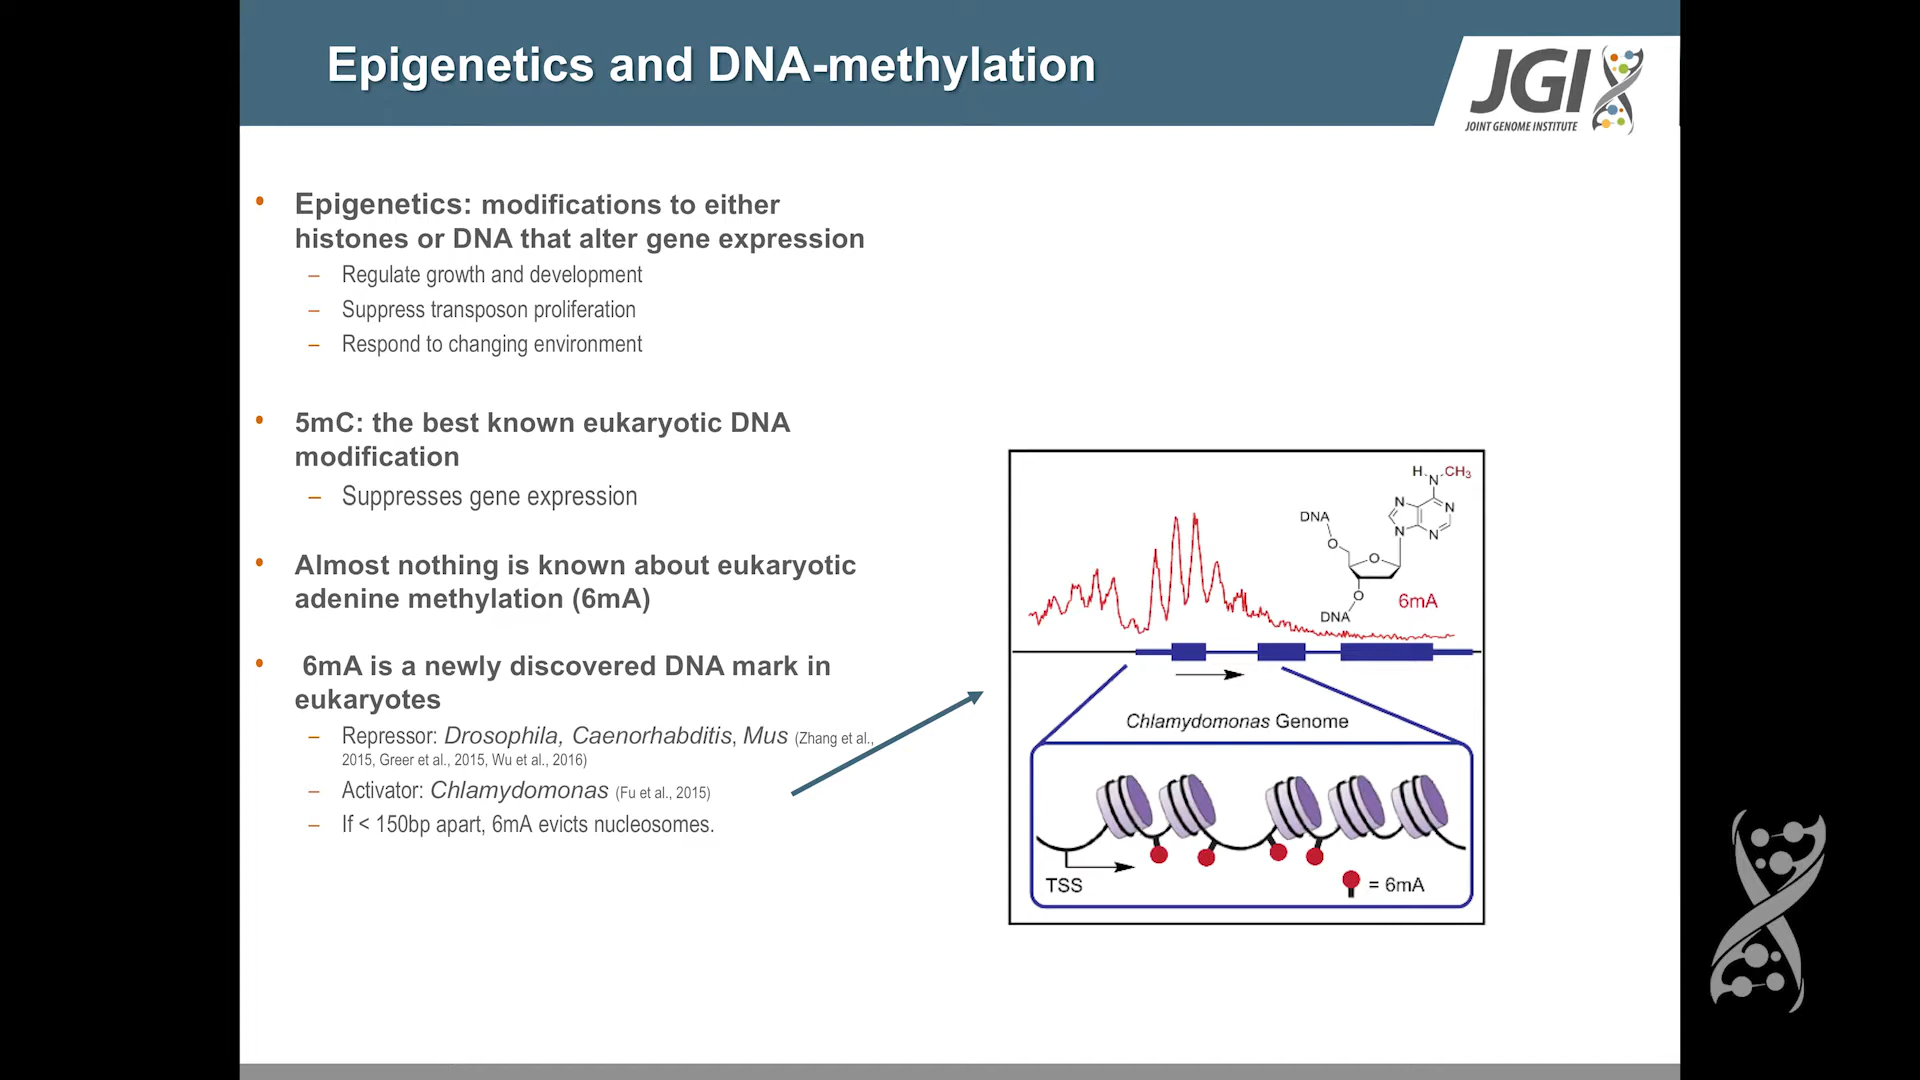 Epigenetics and DNA-methylation
JGI
JOINT GENOME INSTITUTE
• Epigenetics: modifications to either
histones or DNA that alter gene expression
– Regulate growth and development
– Suppress transposon proliferation
– Respond to changing environment
• 5mC: the best known eukaryotic DNA
modification
– Suppresses gene expression
• Almost nothing is known about eukaryotic
adenine methylation (6mA)
• 6mA is a newly discovered DNA mark in
eukaryotes
– Repressor: Drosophila, Caenorhabditis, Mus (Zhang et al.,
2015, Greer et al., 2015, Wu et al., 2016)
– Activator: Chlamydomonas (Fu et al., 2015)
– If < 150bp apart, 6mA evicts nucleosomes.
H
N
CH3
N
N
N
N
DNA
O
O
O
DNA
6mA
Chlamydomonas Genome
TSS
= 6mA